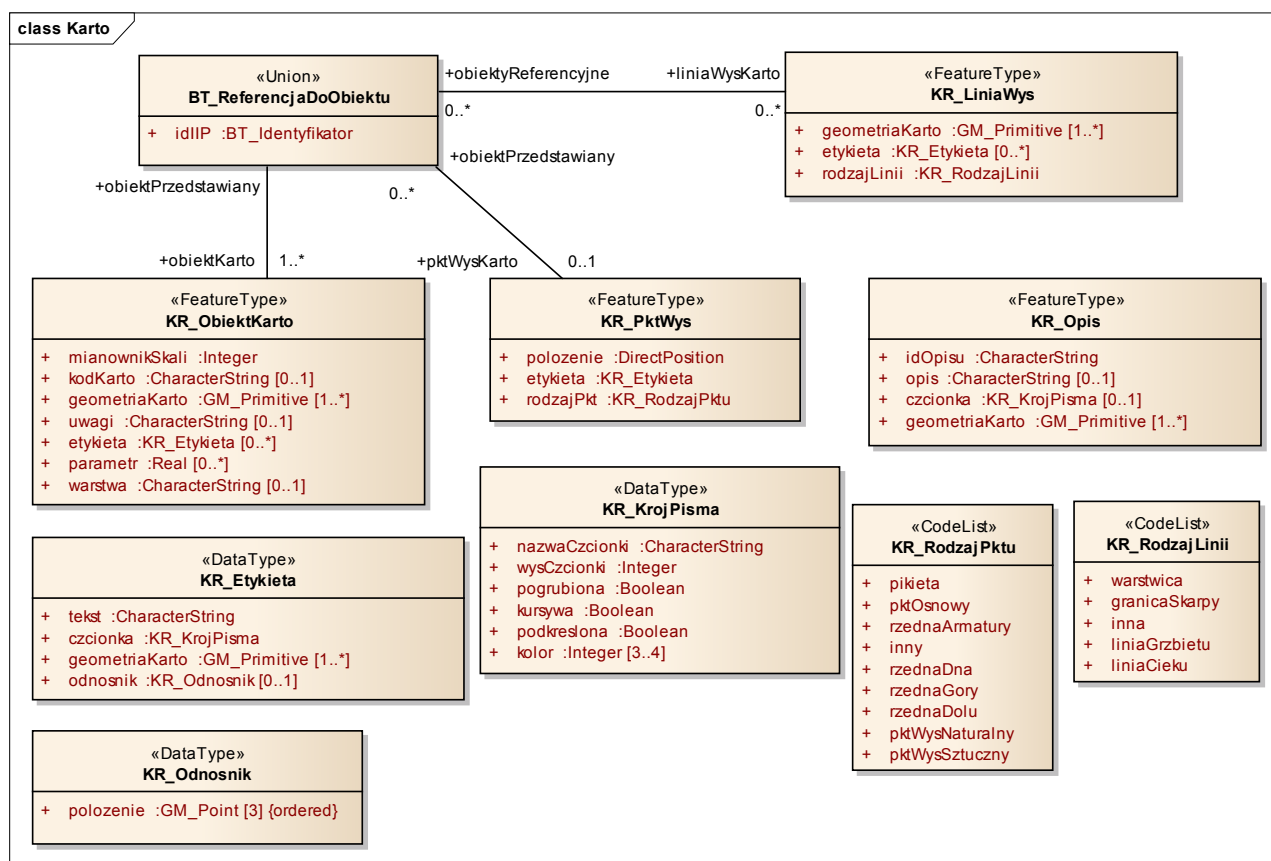 class Karto
«Union»
BT_ReferencjaDoObiektu
+ idIIP :BT_Identyfikator
+obiektyReferencyjne
0..*
+liniaWysKarto
0..*
«FeatureType»
KR_LiniaWys
+ geometriaKarto :GM_Primitive [1..*]
+ etykieta :KR_Etykieta [0..*]
+ rodzajLinii :KR_RodzajLinii
+obiektPrzedstawiany
+obiektPrzedstawiany
0..*
+obiektKarto
1..*
+pktWysKarto
0..1
«FeatureType»
KR_ObiektKarto
+ mianownikSkali :Integer
+ kodKarto :CharacterString [0..1]
+ geometriaKarto :GM_Primitive [1..*]
+ uwagi :CharacterString [0..1]
+ etykieta :KR_Etykieta [0..*]
+ parametr :Real [0..*]
+ warstwa :CharacterString [0..1]
«FeatureType»
KR_PktWys
+ polozenie :DirectPosition
+ etykieta :KR_Etykieta
+ rodzajPkt :KR_RodzajPktu
«FeatureType»
KR_Opis
+ idOpisu :CharacterString
+ opis :CharacterString [0..1]
+ czcionka :KR_KrojPisma [0..1]
+ geometriaKarto :GM_Primitive [1..*]
«DataType»
KR_Etykieta
+ tekst :CharacterString
+ czcionka :KR_KrojPisma
+ geometriaKarto :GM_Primitive [1..*]
+ odnosnik :KR_Odnosnik [0..1]
«DataType»
KR_KrojPisma
+ nazwaCzcionki :CharacterString
+ wysCzcionki :Integer
+ pogrubiona :Boolean
+ kursywa :Boolean
+ podkreslona :Boolean
+ kolor :Integer [3..4]
«CodeList»
KR_RodzajPktu
+ pikieta
+ pktOsnowy
+ rzednaArmatury
+ inny
+ rzednaDna
+ rzednaGory
+ rzednaDolu
+ pktWysNaturalny
+ pktWysSztuczny
«CodeList»
KR_RodzajLinii
+ warstwica
+ granicaSkarpy
+ inna
+ liniaGrzbietu
+ liniaCieku
«DataType»
KR_Odnosnik
+ polozenie :GM_Point [3] {ordered}